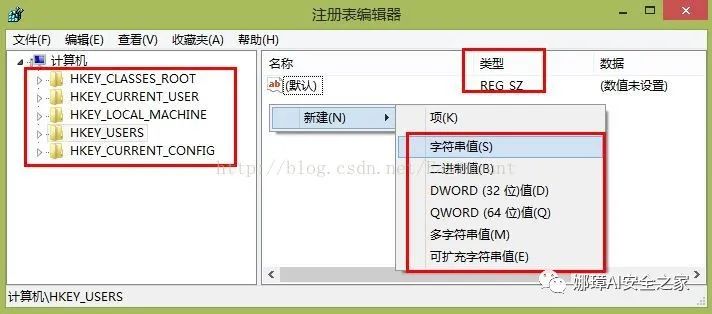 注册表编辑器
文件(F) 编辑(E) 查看(V) 收藏夹(A) 帮助(H)
计算机
HKEY_CLASSES_ROOT
HKEY_CURRENT_USER
HKEY_LOCAL_MACHINE
HKEY_USERS
HKEY_CURRENT_CONFIG
名称 类型 数据
ab (默认) REG_SZ (数值未设置)
新建(N)
项(K)
字符串值(S)
二进制值(B)
DWORD (32 位)值(D)
QWORD (64 位)值(Q)
多字符串值(M)
可扩充字符串值(E)
http://blog.csdn.net/
娜璋AI安全之家
计算机\HKEY_USERS